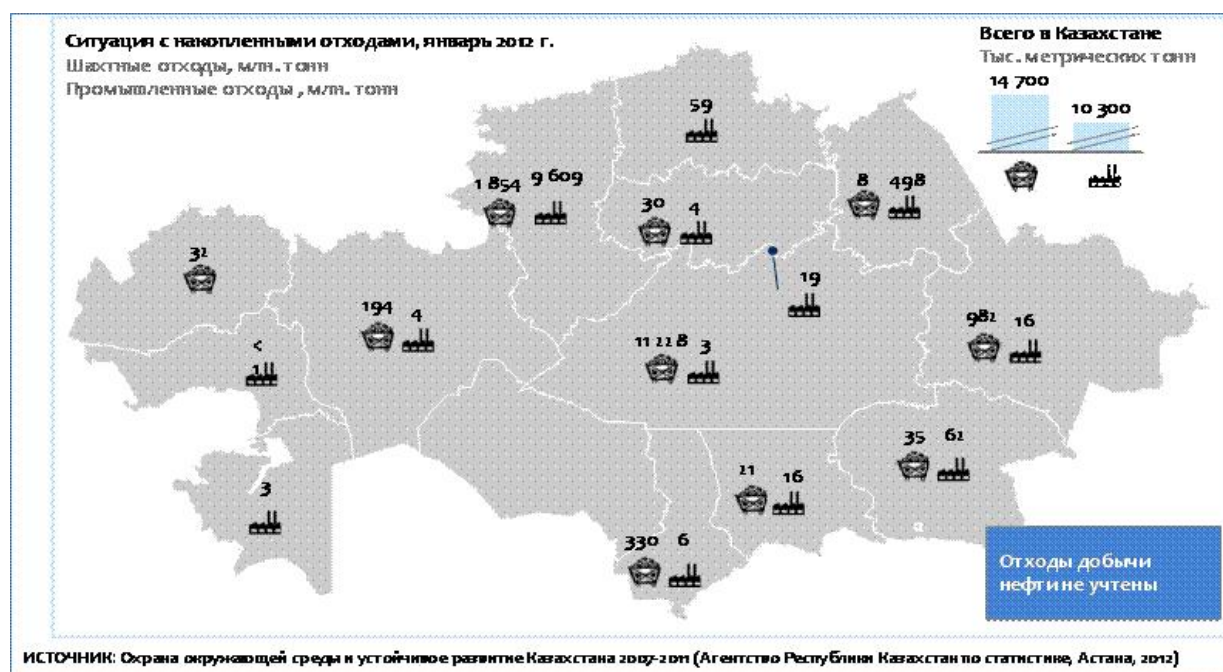 Ситуация с накопленными отходами, январь 2012 г.
Шахтные отходы, млн. тонн
Промышленные отходы , млн. тонн
Всего в Казахстане
Тыс. метрических тонн
14 700
10 300
59
1 854 9 609
30 4
8 498
32
194 4
19
982 16
<
1
11 228 3
35 62
3
21 16
330 6
Отходы добычи
нефти не учтены
ИСТОЧНИК: Охрана окружающей среды и устойчивое развитие Казахстана 2007-2011 (Агентство Республики Казахстан по статистике, Астана, 2012)